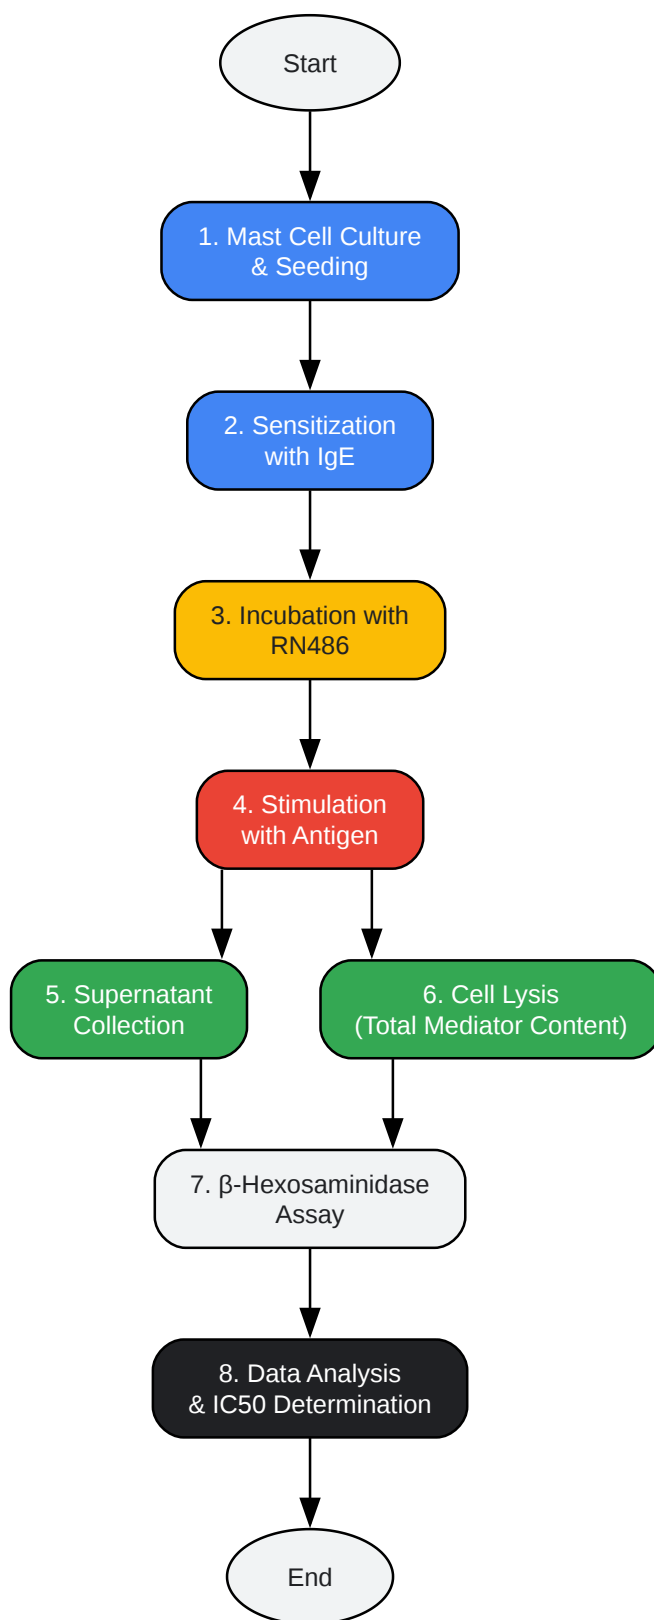 Start
1. Mast Cell Culture
& Seeding
2. Sensitization
with IgE
3. Incubation with
RN486
4. Stimulation
with Antigen
5. Supernatant
Collection
6. Cell Lysis
(Total Mediator Content)
7. β-Hexosaminidase
Assay
8. Data Analysis
& IC50 Determination
End